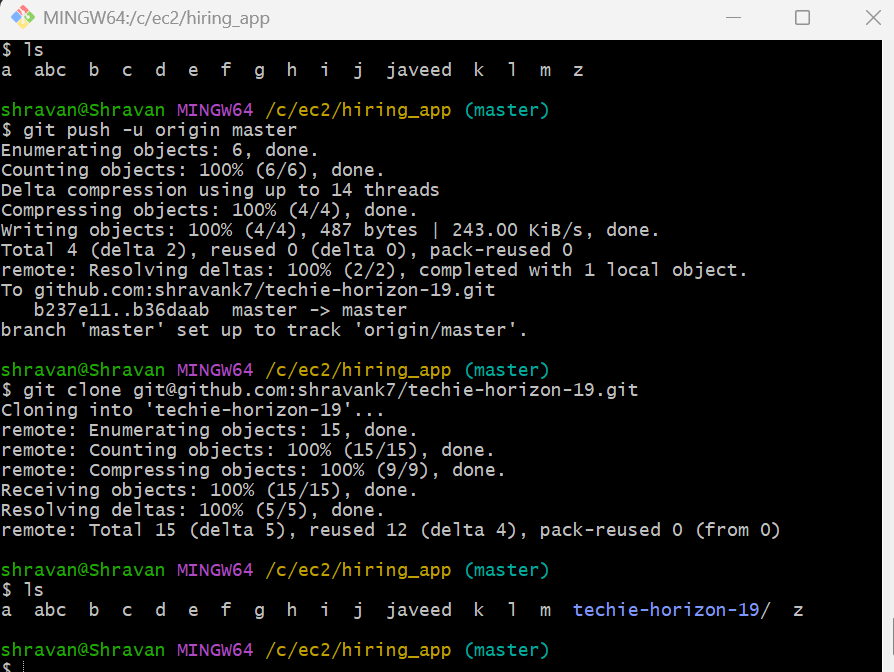 MINGW64:/c/ec2/hiring_app
$ ls
a  abc  b  c  d  e  f  g  h  i  j  javeed  k  l  m  z
shravan@Shravan MINGW64 /c/ec2/hiring_app (master)
$ git push -u origin master
Enumerating objects: 6, done.
Counting objects: 100% (6/6), done.
Delta compression using up to 14 threads
Compressing objects: 100% (4/4), done.
Writing objects: 100% (4/4), 487 bytes | 243.00 KiB/s, done.
Total 4 (delta 2), reused 0 (delta 0), pack-reused 0
remote: Resolving deltas: 100% (2/2), completed with 1 local object.
To github.com:shravank7/techie-horizon-19.git
   b237e11..b36daab  master -> master
branch 'master' set up to track 'origin/master'.
shravan@Shravan MINGW64 /c/ec2/hiring_app (master)
$ git clone git@github.com:shravank7/techie-horizon-19.git
Cloning into 'techie-horizon-19'...
remote: Enumerating objects: 15, done.
remote: Counting objects: 100% (15/15), done.
remote: Compressing objects: 100% (9/9), done.
Receiving objects: 100% (15/15), done.
Resolving deltas: 100% (5/5), done.
remote: Total 15 (delta 5), reused 12 (delta 4), pack-reused 0 (from 0)
shravan@Shravan MINGW64 /c/ec2/hiring_app (master)
$ ls
a  abc  b  c  d  e  f  g  h  i  j  javeed  k  l  m  techie-horizon-19/  z
shravan@Shravan MINGW64 /c/ec2/hiring_app (master)
$